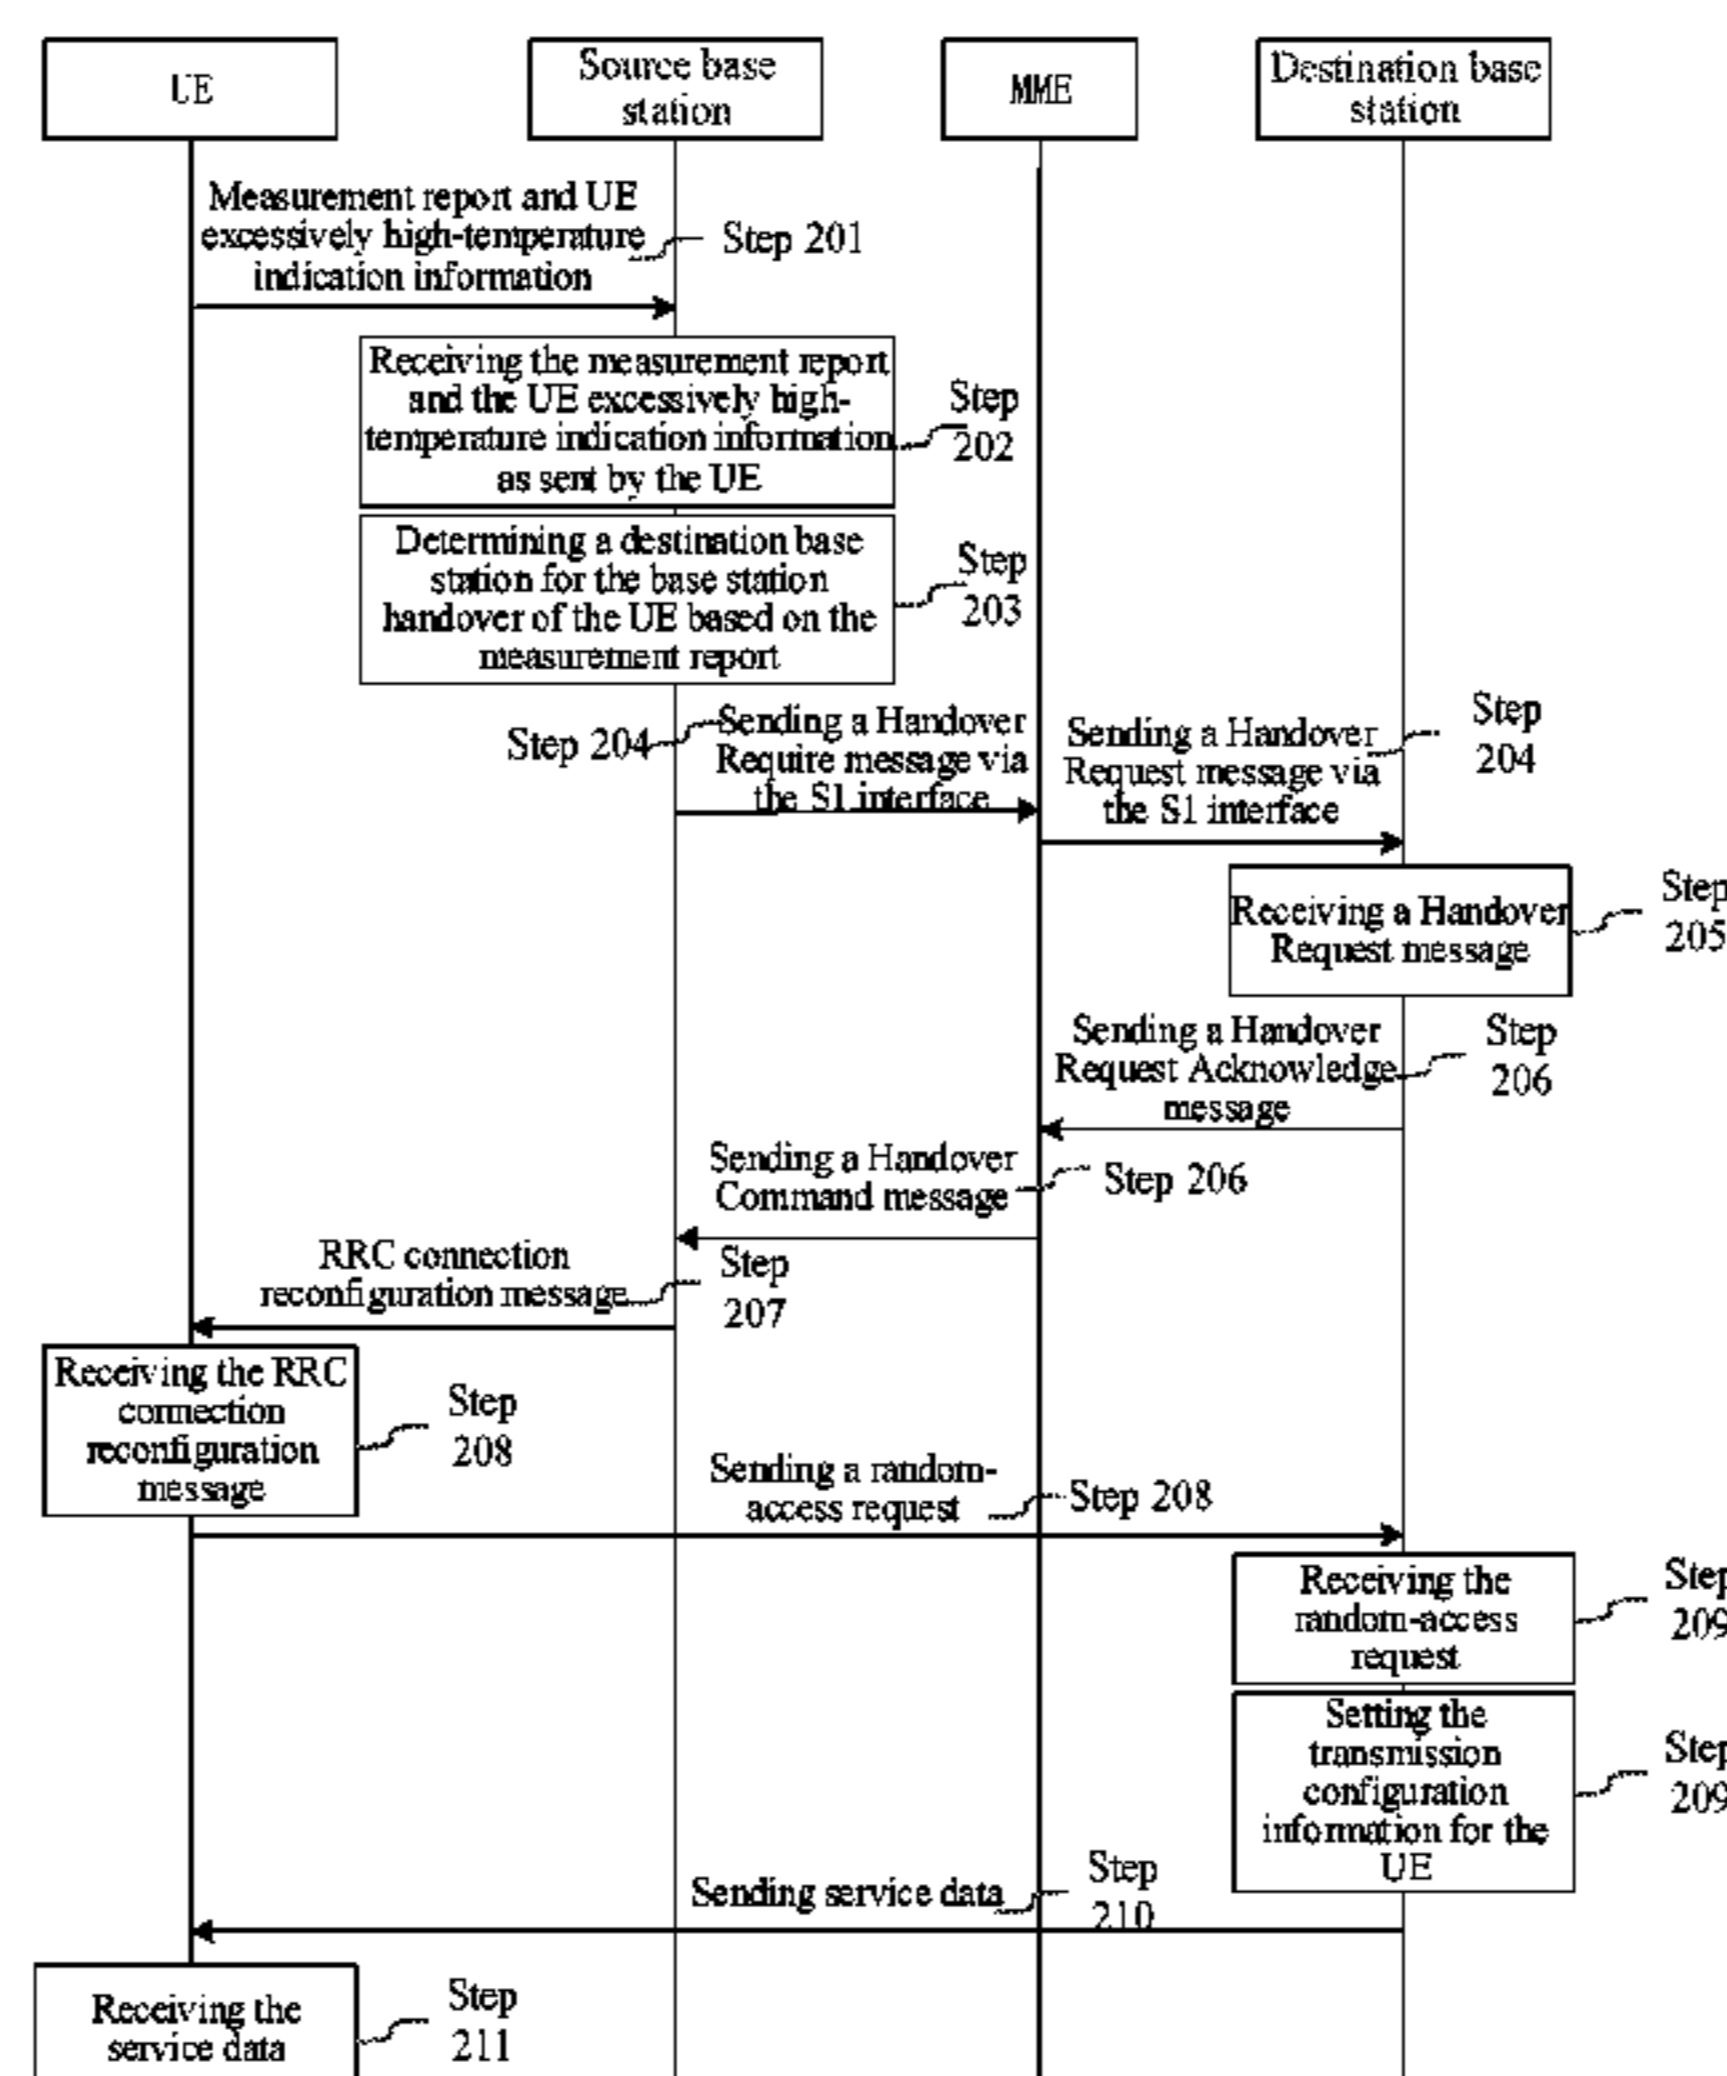 UE
Source base
station
MME
Destination base
station
Measurement report and UE
excessively high-temperature
indication information
Step 201
Receiving the measurement report
and the UE excessively high-
temperature indication information
as sent by the UE
Step
202
Determining a destination base
station for the base station
handover of the UE based on the
measurement report
Step
203
Step 204
Sending a Handover
Require message via
the S1 interface
Sending a Handover
Request message via
the S1 interface
Step
204
Receiving a Handover
Request message
Step
205
Sending a Handover
Request Acknowledge
message
Step
206
Sending a Handover
Command message
Step 206
RRC connection
reconfiguration message
Step
207
Receiving the RRC
connection
reconfiguration
message
Step
208
Sending a random-
access request
Step 208
Receiving the
random-access
request
Step
209
Setting the
transmission
configuration
information for the
UE
Step
209
Sending service data
Step
210
Receiving the
service data
Step
211